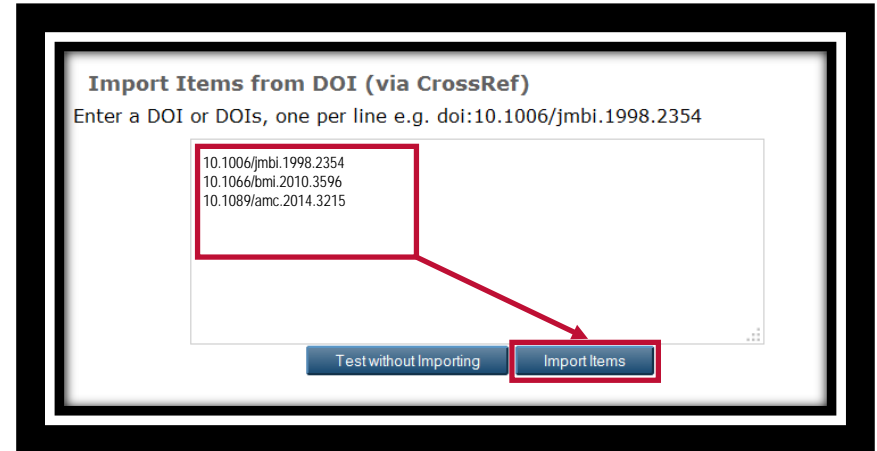 Import Items from DOI (via CrossRef)
Enter a DOI or DOIs, one per line e.g. doi:10.1006/jmbi.1998.2354
10.1006/jmbi.1998.2354
10.1066/bmi.2010.3596
10.1089/amc.2014.3215
Test without Importing
Import Items